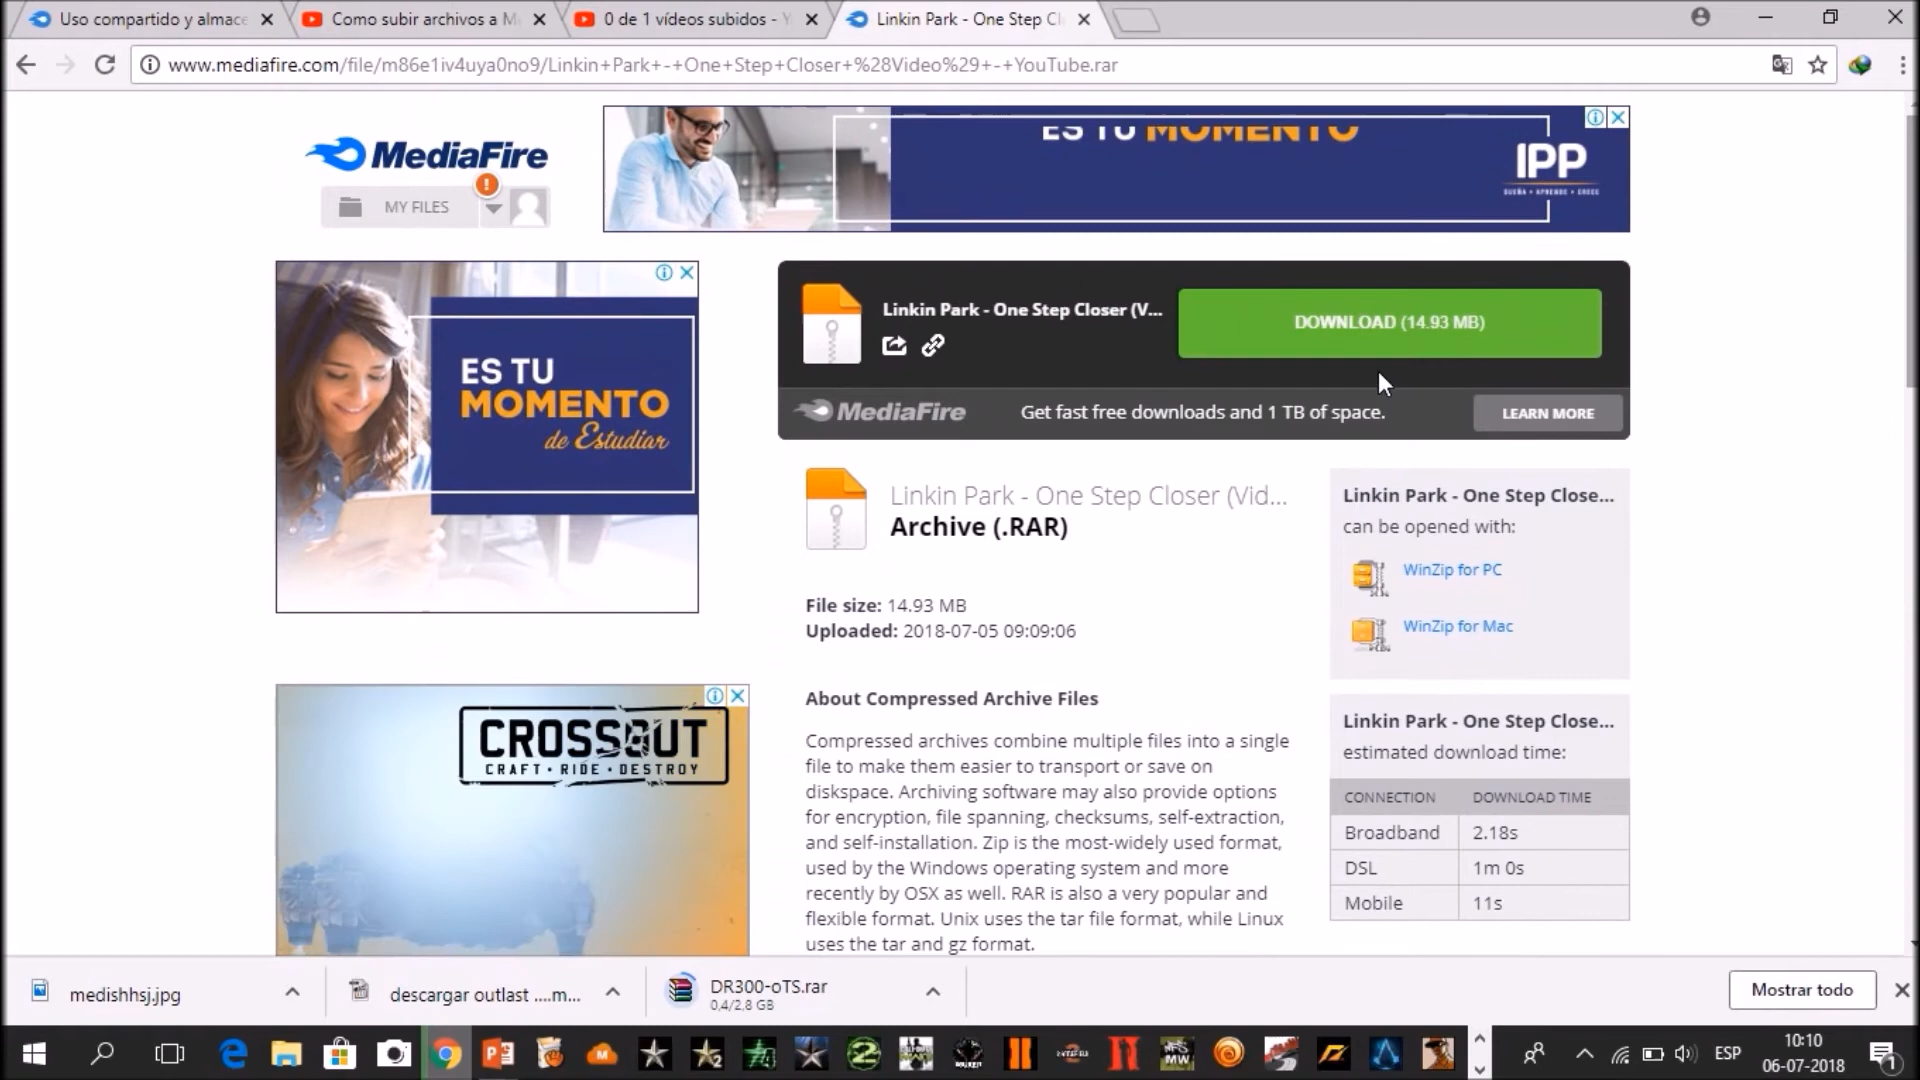 Uso compartido y almace
Como subir archivos a M
0 de 1 vídeos subidos - Y
Linkin Park - One Step Cl
www.mediafire.com/file/m86e1iv4uya0no9/Linkin+Park+-+One+Step+Closer+%28Video%29+-+YouTube.rar
MediaFire
MY FILES
ES TU MOMENTO
IPP
SUEÑA • APRENDE • CRECE
ES TU
MOMENTO
de Estudiar
Linkin Park - One Step Closer (V...
DOWNLOAD (14.93 MB)
MediaFire
Get fast free downloads and 1 TB of space.
LEARN MORE
Linkin Park - One Step Closer (Vid...
Archive (.RAR)
File size: 14.93 MB
Uploaded: 2018-07-05 09:09:06
About Compressed Archive Files
Compressed archives combine multiple files into a single
file to make them easier to transport or save on
diskspace. Archiving software may also provide options
for encryption, file spanning, checksums, self-extraction,
and self-installation. Zip is the most-widely used format,
used by the Windows operating system and more
recently by OSX as well. RAR is also a very popular and
flexible format. Unix uses the tar file format, while Linux
uses the tar and gz format.
Linkin Park - One Step Close...
can be opened with:
WinZip for PC
WinZip for Mac
Linkin Park - One Step Close...
estimated download time:
CONNECTION DOWNLOAD TIME
Broadband 2.18s
DSL 1m 0s
Mobile 11s
CROSSOUT
CRAFT • RIDE • DESTROY
medishhsj.jpg
descargar outlast ....m...
DR300-oTS.rar
0,4/2,8 GB
Mostrar todo
ESP
10:10
06-07-2018
1